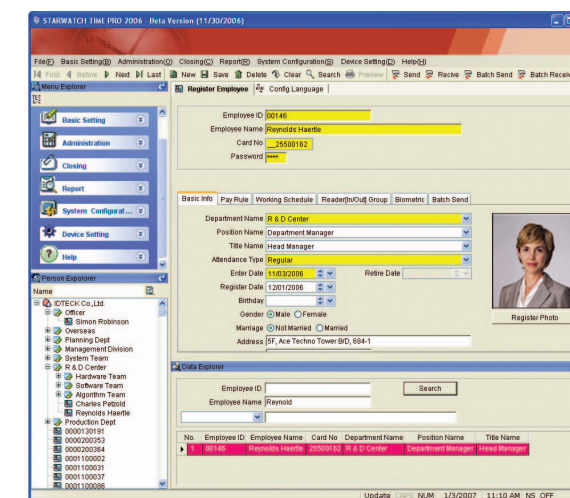 STARWATCH TIME PRO 2006 - Beta Version (11/30/2006)
File(F) Basic Setting(B) Administration(O) Closing(C) Report(R) System Configuration(S) Device Setting(D) Help(H)
First Before Next Last New Save Delete Clear Search Preview Send Recive Batch Send Batch Receiv
Menu Explorer
Register Employee Config Language
Employee ID 00146
Employee Name Reynolds Haertle
Card No __25500162
Password ****
Basic Setting
Administration
Closing
Report
System Configurat...
Device Setting
Help
Basic Info Pay Rule Working Schedule Reader(In/Out) Group Biometric Batch Send
Department Name R & D Center
Position Name Department Manager
Title Name Head Manager
Attendance Type Regular
Enter Date 11/03/2006 Retire Date
Register Date 12/01/2006
Birthday
Gender Male Female
Marriage Not Married Married
Address 5F, Ace Techno Tower B/D, 684-1
Register Photo
Person Expolorer
Name
IDTECK Co.,Ltd.
Officer
Simon Robinson
Overseas
Planning Dept
Management Division
System Team
R & D Center
Hardware Team
Software Team
Algorithm Team
Charles Petzold
Reynolds Haertle
Production Dept
0000130191
0000200353
0000200364
0001100002
0001100031
0001100037
0001100086
Data Explorer
Employee ID Search
Employee Name Reynold
No. Employee ID Employee Name Card No Department Name Position Name Title Name
1 00146 Reynolds Haertle 25500162 R & D Center Department Manager Head Manager
Update CAPS NUM 1/3/2007 11:10 AM NS OFF